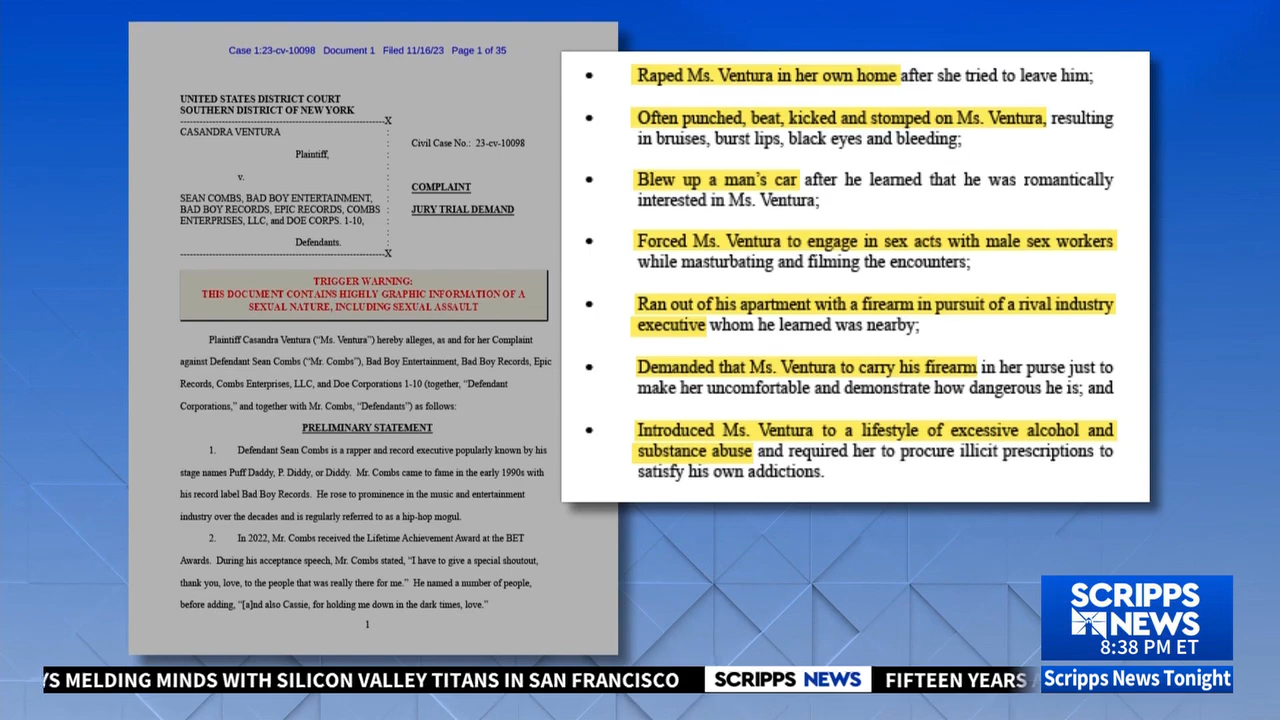 Case 1:23-cv-10098 Document 1 Filed 11/16/23 Page 1 of 35
UNITED STATES DISTRICT COURT
SOUTHERN DISTRICT OF NEW YORK
-------------------------------------------------------X
CASANDRA VENTURA
Plaintiff,
v.
SEAN COMBS, BAD BOY ENTERTAINMENT,
BAD BOY RECORDS, EPIC RECORDS, COMBS
ENTERPRISES, LLC, and DOE CORPS. 1-10,
Defendants.
-------------------------------------------------------X
Civil Case No.: 23-cv-10098
COMPLAINT
JURY TRIAL DEMAND
TRIGGER WARNING:
THIS DOCUMENT CONTAINS HIGHLY GRAPHIC INFORMATION OF A
SEXUAL NATURE, INCLUDING SEXUAL ASSAULT
Plaintiff Casandra Ventura (“Ms. Ventura”) hereby alleges, as and for her Complaint
against Defendant Sean Combs (“Mr. Combs”), Bad Boy Entertainment, Bad Boy Records, Epic
Records, Combs Enterprises, LLC, and Doe Corporations 1-10 (together, “Defendant
Corporations,” and together with Mr. Combs, “Defendants”) as follows:
PRELIMINARY STATEMENT
1. Defendant Sean Combs is a rapper and record executive popularly known by his
stage names Puff Daddy, P. Diddy, or Diddy. Mr. Combs came to fame in the early 1990s with
his record label Bad Boy Records. He rose to prominence in the music and entertainment
industry over the decades and is regularly referred to as a hip-hop mogul.
2. In 2022, Mr. Combs received the Lifetime Achievement Award at the BET
Awards. During his acceptance speech, Mr. Combs stated, “I have to give a special shoutout,
thank you, love, to the people that was really there for me.” He named a number of people,
before adding, “[a]nd also Cassie, for holding me down in the dark times, love.”
1
• Raped Ms. Ventura in her own home after she tried to leave him;
• Often punched, beat, kicked and stomped on Ms. Ventura, resulting
in bruises, burst lips, black eyes and bleeding;
• Blew up a man’s car after he learned that he was romantically
interested in Ms. Ventura;
• Forced Ms. Ventura to engage in sex acts with male sex workers
while masturbating and filming the encounters;
• Ran out of his apartment with a firearm in pursuit of a rival industry
executive whom he learned was nearby;
• Demanded that Ms. Ventura to carry his firearm in her purse just to
make her uncomfortable and demonstrate how dangerous he is; and
• Introduced Ms. Ventura to a lifestyle of excessive alcohol and
substance abuse and required her to procure illicit prescriptions to
satisfy his own addictions.
SCRIPPS
NEWS
8:38 PM ET
Scripps News Tonight
YS MELDING MINDS WITH SILICON VALLEY TITANS IN SAN FRANCISCO SCRIPPS NEWS FIFTEEN YEARS